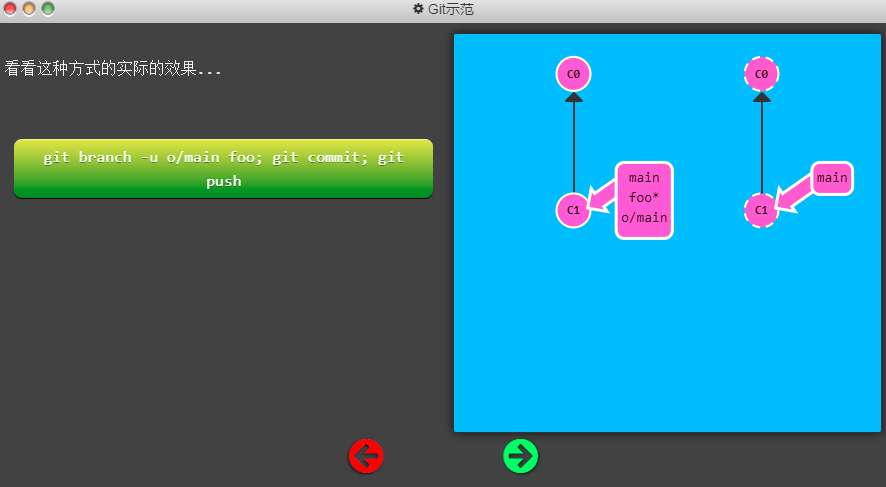 Git示范
看看这种方式的实际的效果...
git branch -u o/main foo; git commit; git
push
C0
C0
main
foo*
o/main
main
C1
C1